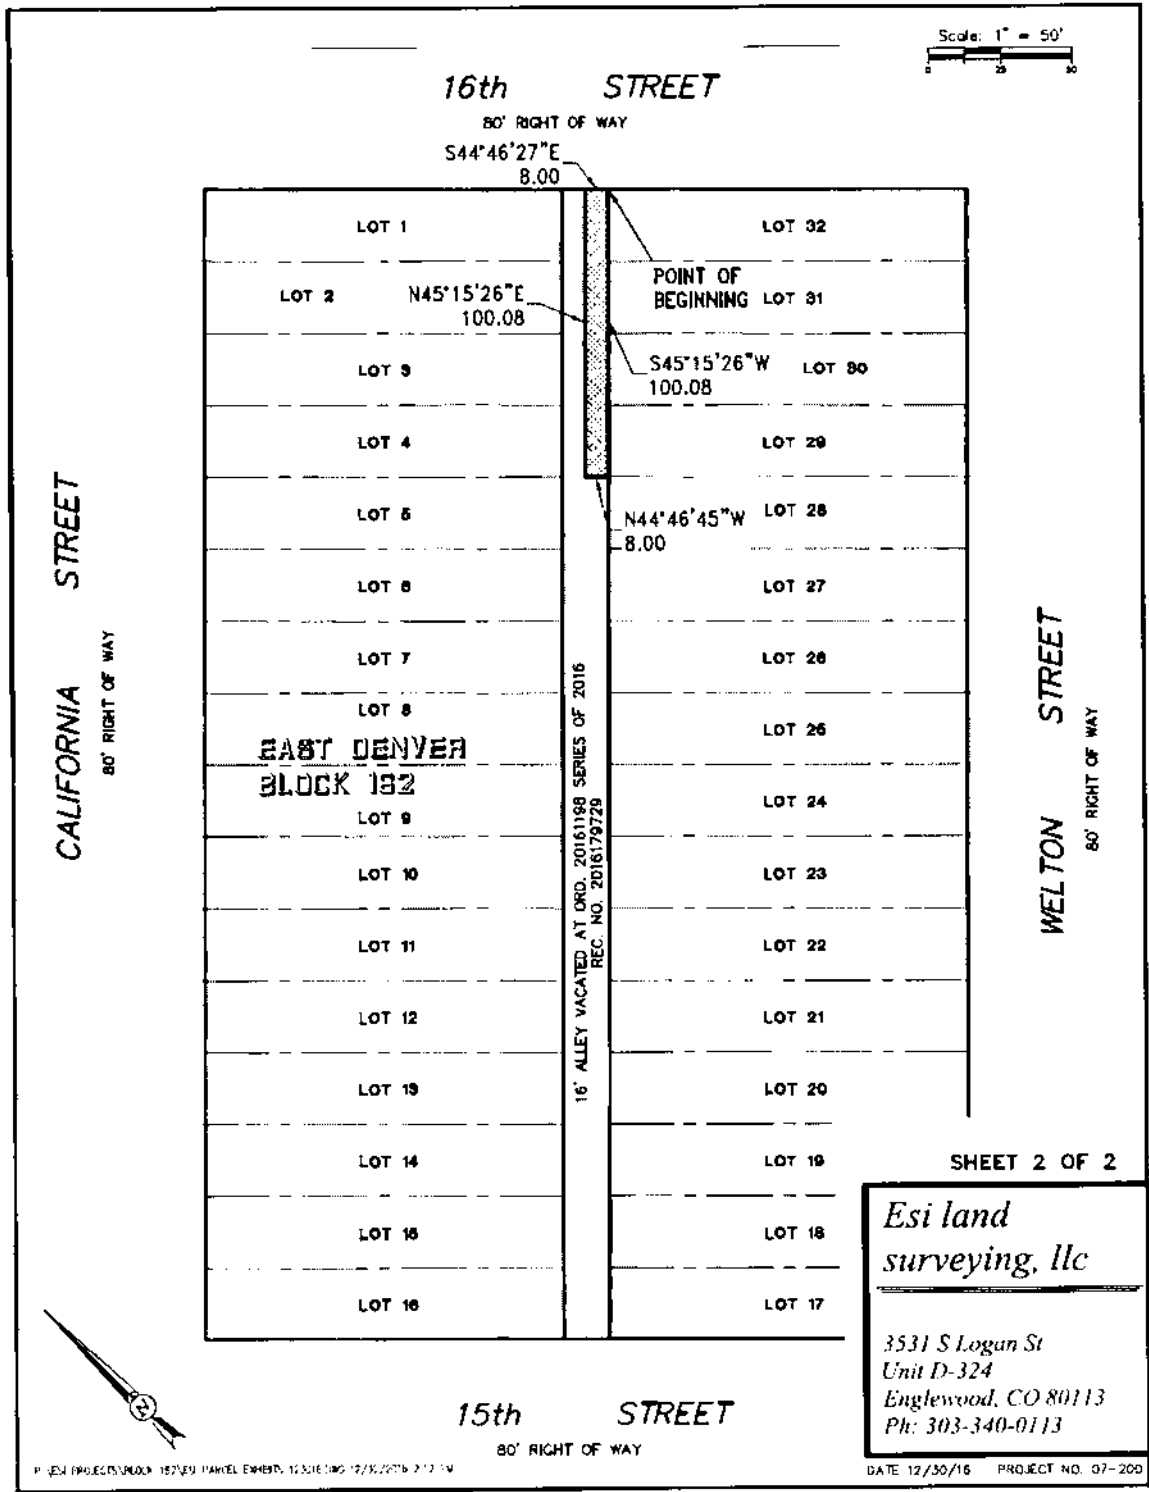 Scale: 1" = 50'
0 25 50
16th STREET
80' RIGHT OF WAY
S44°46'27"E
8.00
LOT 1
LOT 32
POINT OF
BEGINNING
LOT 2
N45°15'26"E
100.08
LOT 31
LOT 3
S45°15'26"W
100.08
LOT 30
LOT 4
LOT 29
LOT 5
N44°46'45"W
8.00
LOT 28
LOT 6
LOT 27
LOT 7
LOT 26
LOT 8
LOT 25
EAST DENVER
BLOCK 162
LOT 9
LOT 24
LOT 10
LOT 23
LOT 11
LOT 22
LOT 12
LOT 21
LOT 13
LOT 20
LOT 14
LOT 19
LOT 15
LOT 18
LOT 16
LOT 17
CALIFORNIA STREET
80' RIGHT OF WAY
16' ALLEY VACATED AT ORD. 20161198 SERIES OF 2016
REC. NO. 2016179729
WELTON STREET
80' RIGHT OF WAY
SHEET 2 OF 2
Esi land
surveying, llc
3531 S Logan St
Unit D-324
Englewood, CO 80113
Ph: 303-340-0113
N
15th STREET
80' RIGHT OF WAY
DATE 12/30/16 PROJECT NO. 07-200